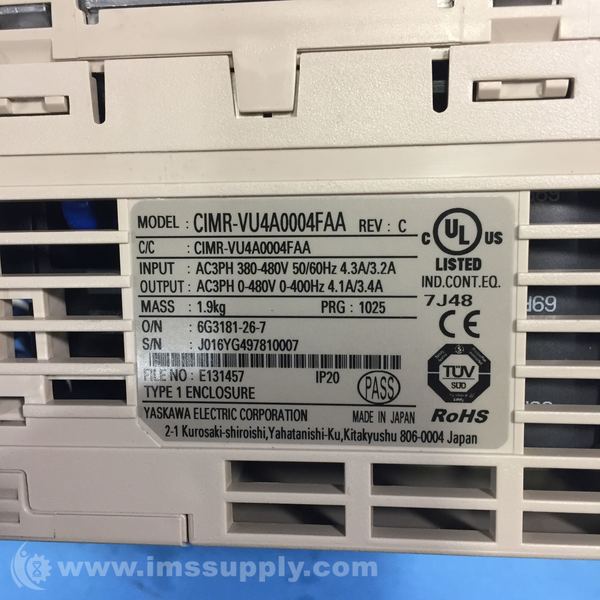 MODEL : CIMR-VU4A0004FAA REV : C
C/C : CIMR-VU4A0004FAA
INPUT : AC3PH 380-480V 50/60Hz 4.3A/3.2A
OUTPUT : AC3PH 0-480V 0-400Hz 4.1A/3.4A
MASS : 1.9kg PRG : 1025
O/N : 6G3181-26-7
S/N : J016YG497810007
FILE NO : E131457 IP20
TYPE 1 ENCLOSURE
PASS
YASKAWA ELECTRIC CORPORATION MADE IN JAPAN
2-1 Kurosaki-shiroishi,Yahatanishi-Ku,Kitakyushu 806-0004 Japan
C UL US
LISTED
IND.CONT.EQ.
7J48
CE
TÜV
SÜD
RoHS
www.imssupply.com